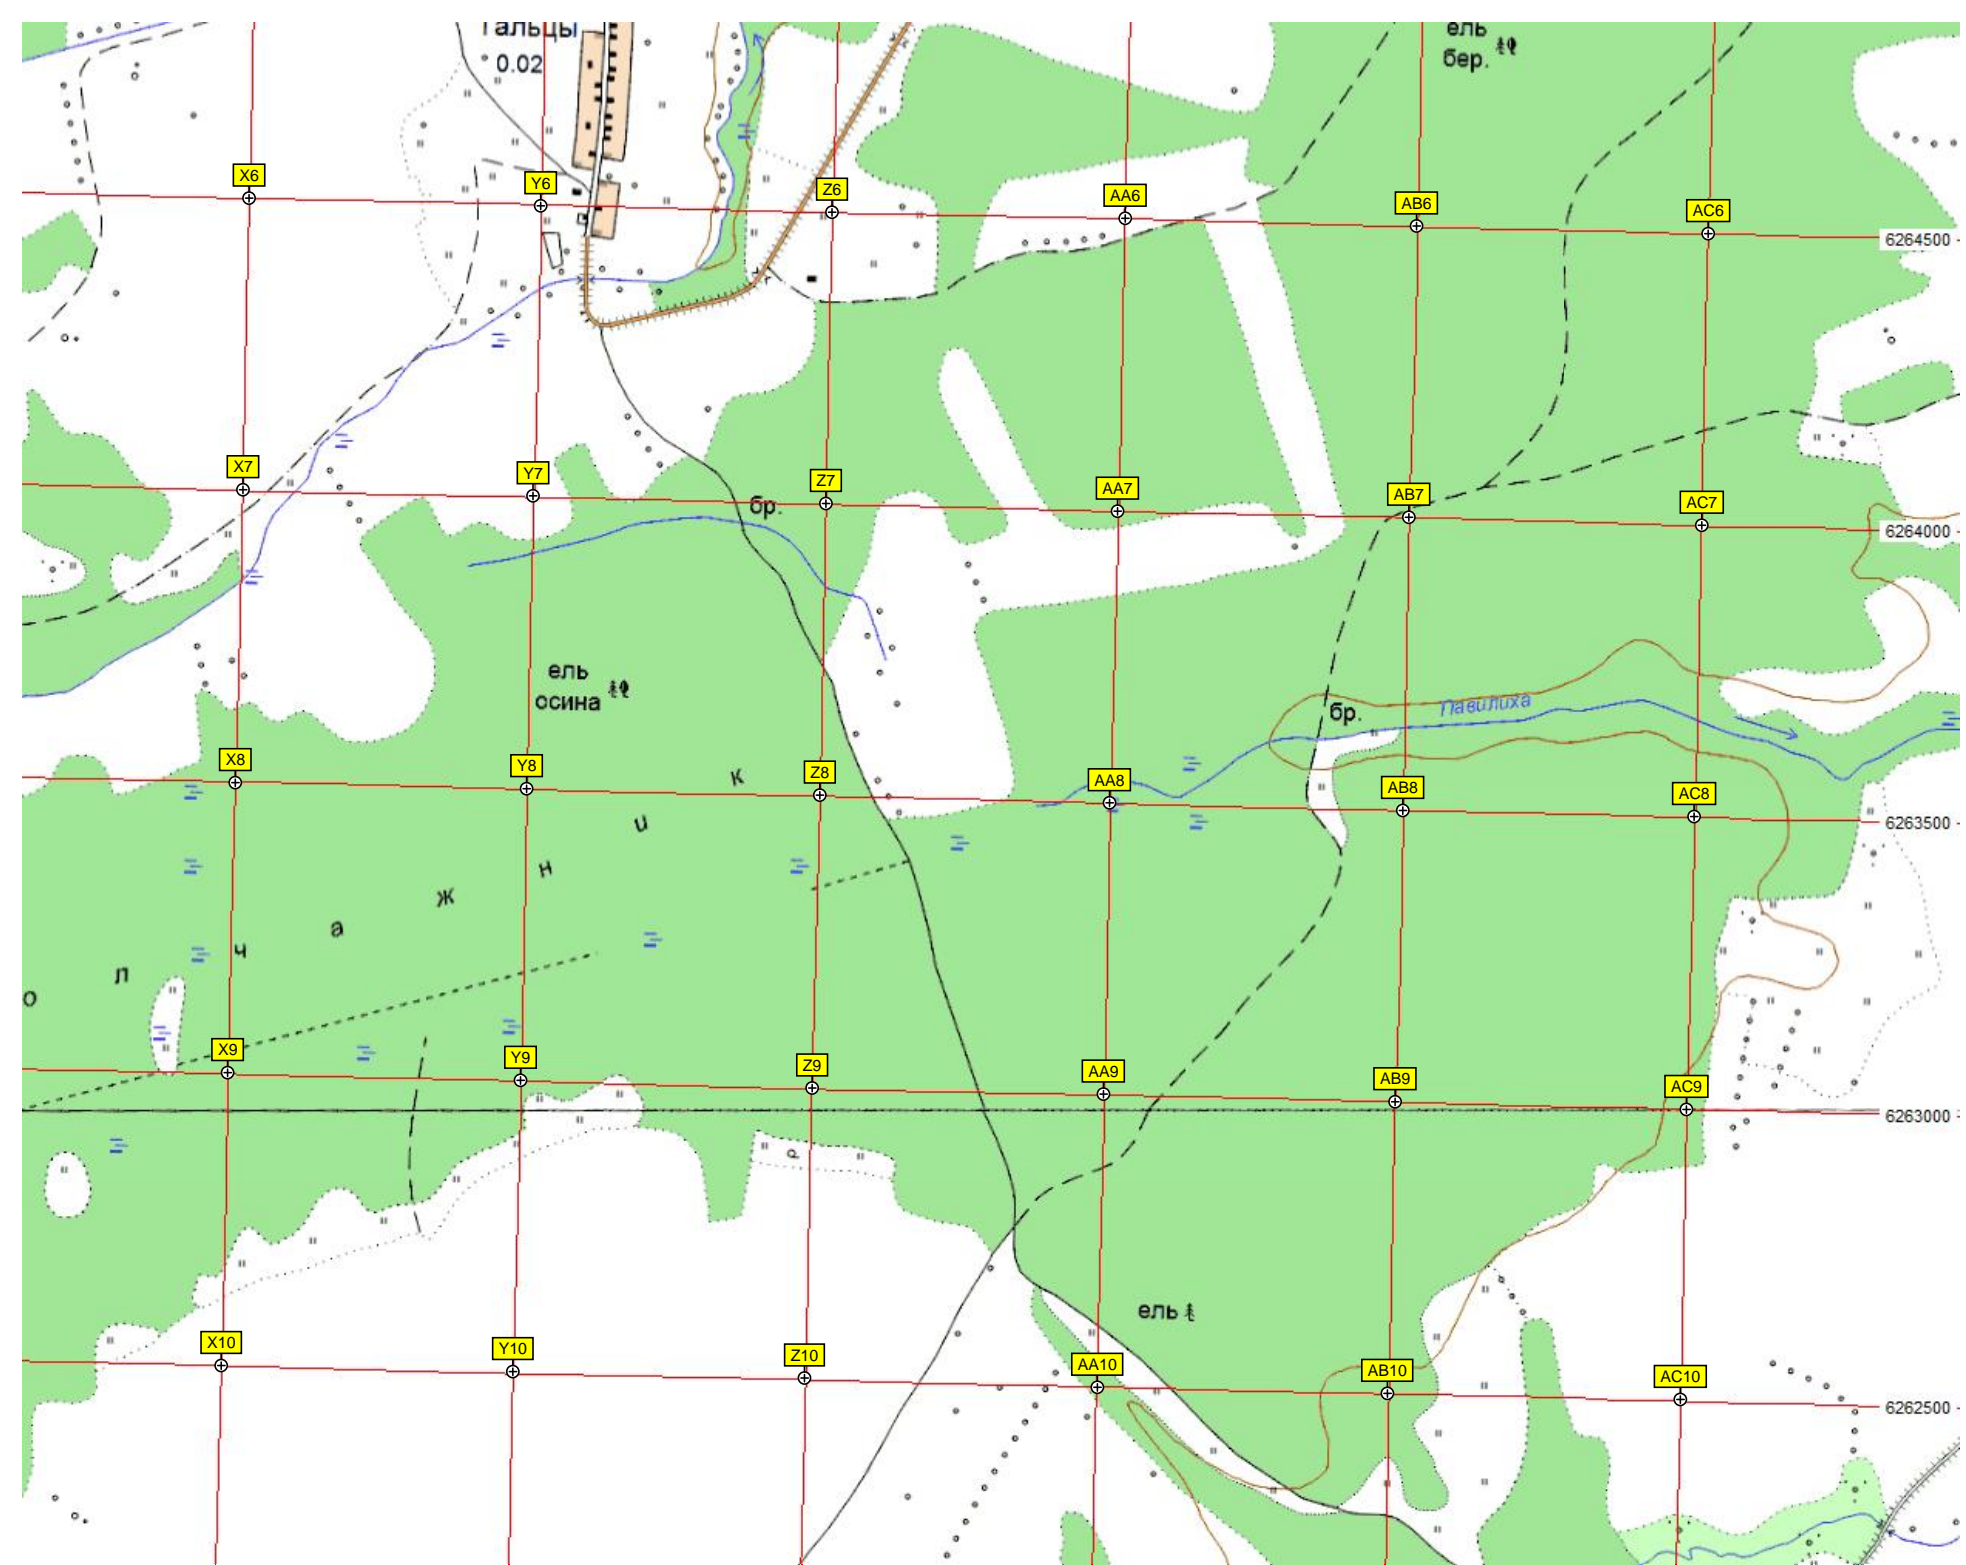 Гальцы
0.02
ель
бер.
X6
Y6
Z6
AA6
AB6
AC6
6264500
X7
Y7
Z7
AA7
AB7
AC7
бр.
6264000
ель
осина
бр.
Павилиха
X8
Y8
Z8
AA8
AB8
AC8
6263500
о л ч а ж н и к
X9
Y9
Z9
AA9
AB9
AC9
6263000
ель
X10
Y10
Z10
AA10
AB10
AC10
6262500